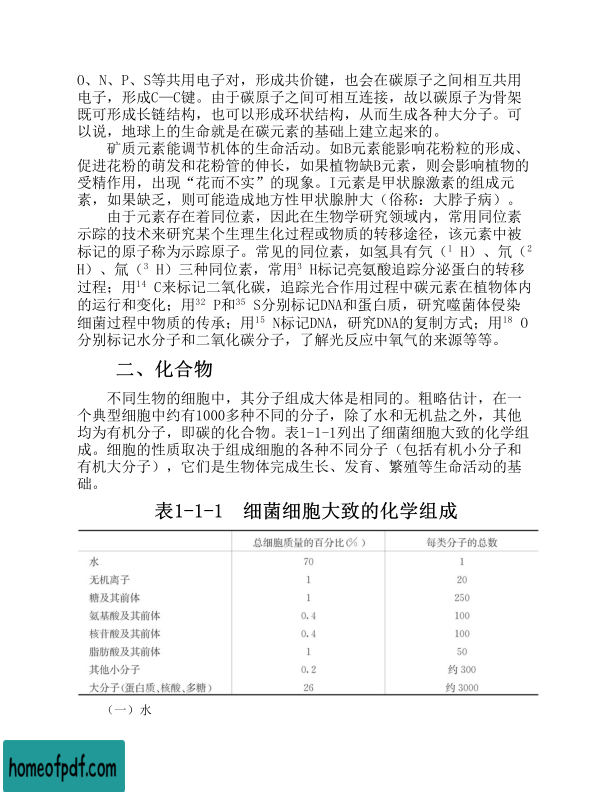 O、N、P、S等共用电子对，形成共价键，也会在碳原子之间相互共用
电子，形成C—C键。由于碳原子之间可相互连接，故以碳原子为骨架
既可形成长链结构，也可以形成环状结构，从而生成各种大分子。可
以说，地球上的生命就是在碳元素的基础上建立起来的。
矿质元素能调节机体的生命活动。如B元素能影响花粉粒的形成、
促进花粉的萌发和花粉管的伸长，如果植物缺B元素，则会影响植物的
受精作用，出现“花而不实”的现象。I元素是甲状腺激素的组成元
素，如果缺乏，则可能造成地方性甲状腺肿大（俗称：大脖子病）。
由于元素存在着同位素，因此在生物学研究领域内，常用同位素
示踪的技术来研究某个生理生化过程或物质的转移途径，该元素中被
标记的原子称为示踪原子。常见的同位素，如氢具有氕（¹ H）、氘（²
H）、氚（³ H）三种同位素，常用³ H标记亮氨酸追踪分泌蛋白的转移
过程；用¹⁴ C来标记二氧化碳，追踪光合作用过程中碳元素在植物体内
的运行和变化；用³² P和³⁵ S分别标记DNA和蛋白质，研究噬菌体侵染
细菌过程中物质的传承；用¹⁵ N标记DNA，研究DNA的复制方式；用¹⁸ O
分别标记水分子和二氧化碳分子，了解光反应中氧气的来源等等。
二、化合物
不同生物的细胞中，其分子组成大体是相同的。粗略估计，在一
个典型细胞中约有1000多种不同的分子，除了水和无机盐之外，其他
均为有机分子，即碳的化合物。表1-1-1列出了细菌细胞大致的化学组
成。细胞的性质取决于组成细胞的各种不同分子（包括有机小分子和
有机大分子），它们是生物体完成生长、发育、繁殖等生命活动的基
础。
表1-1-1　细菌细胞大致的化学组成
总细胞质量的百分比(%) 每类分子的总数
水 70 1
无机离子 1 20
糖及其前体 1 250
氨基酸及其前体 0.4 100
核苷酸及其前体 0.4 100
脂肪酸及其前体 1 50
其他小分子 0.2 约 300
大分子(蛋白质、核酸、多糖) 26 约 3000
（一）水
homeofpdf.com